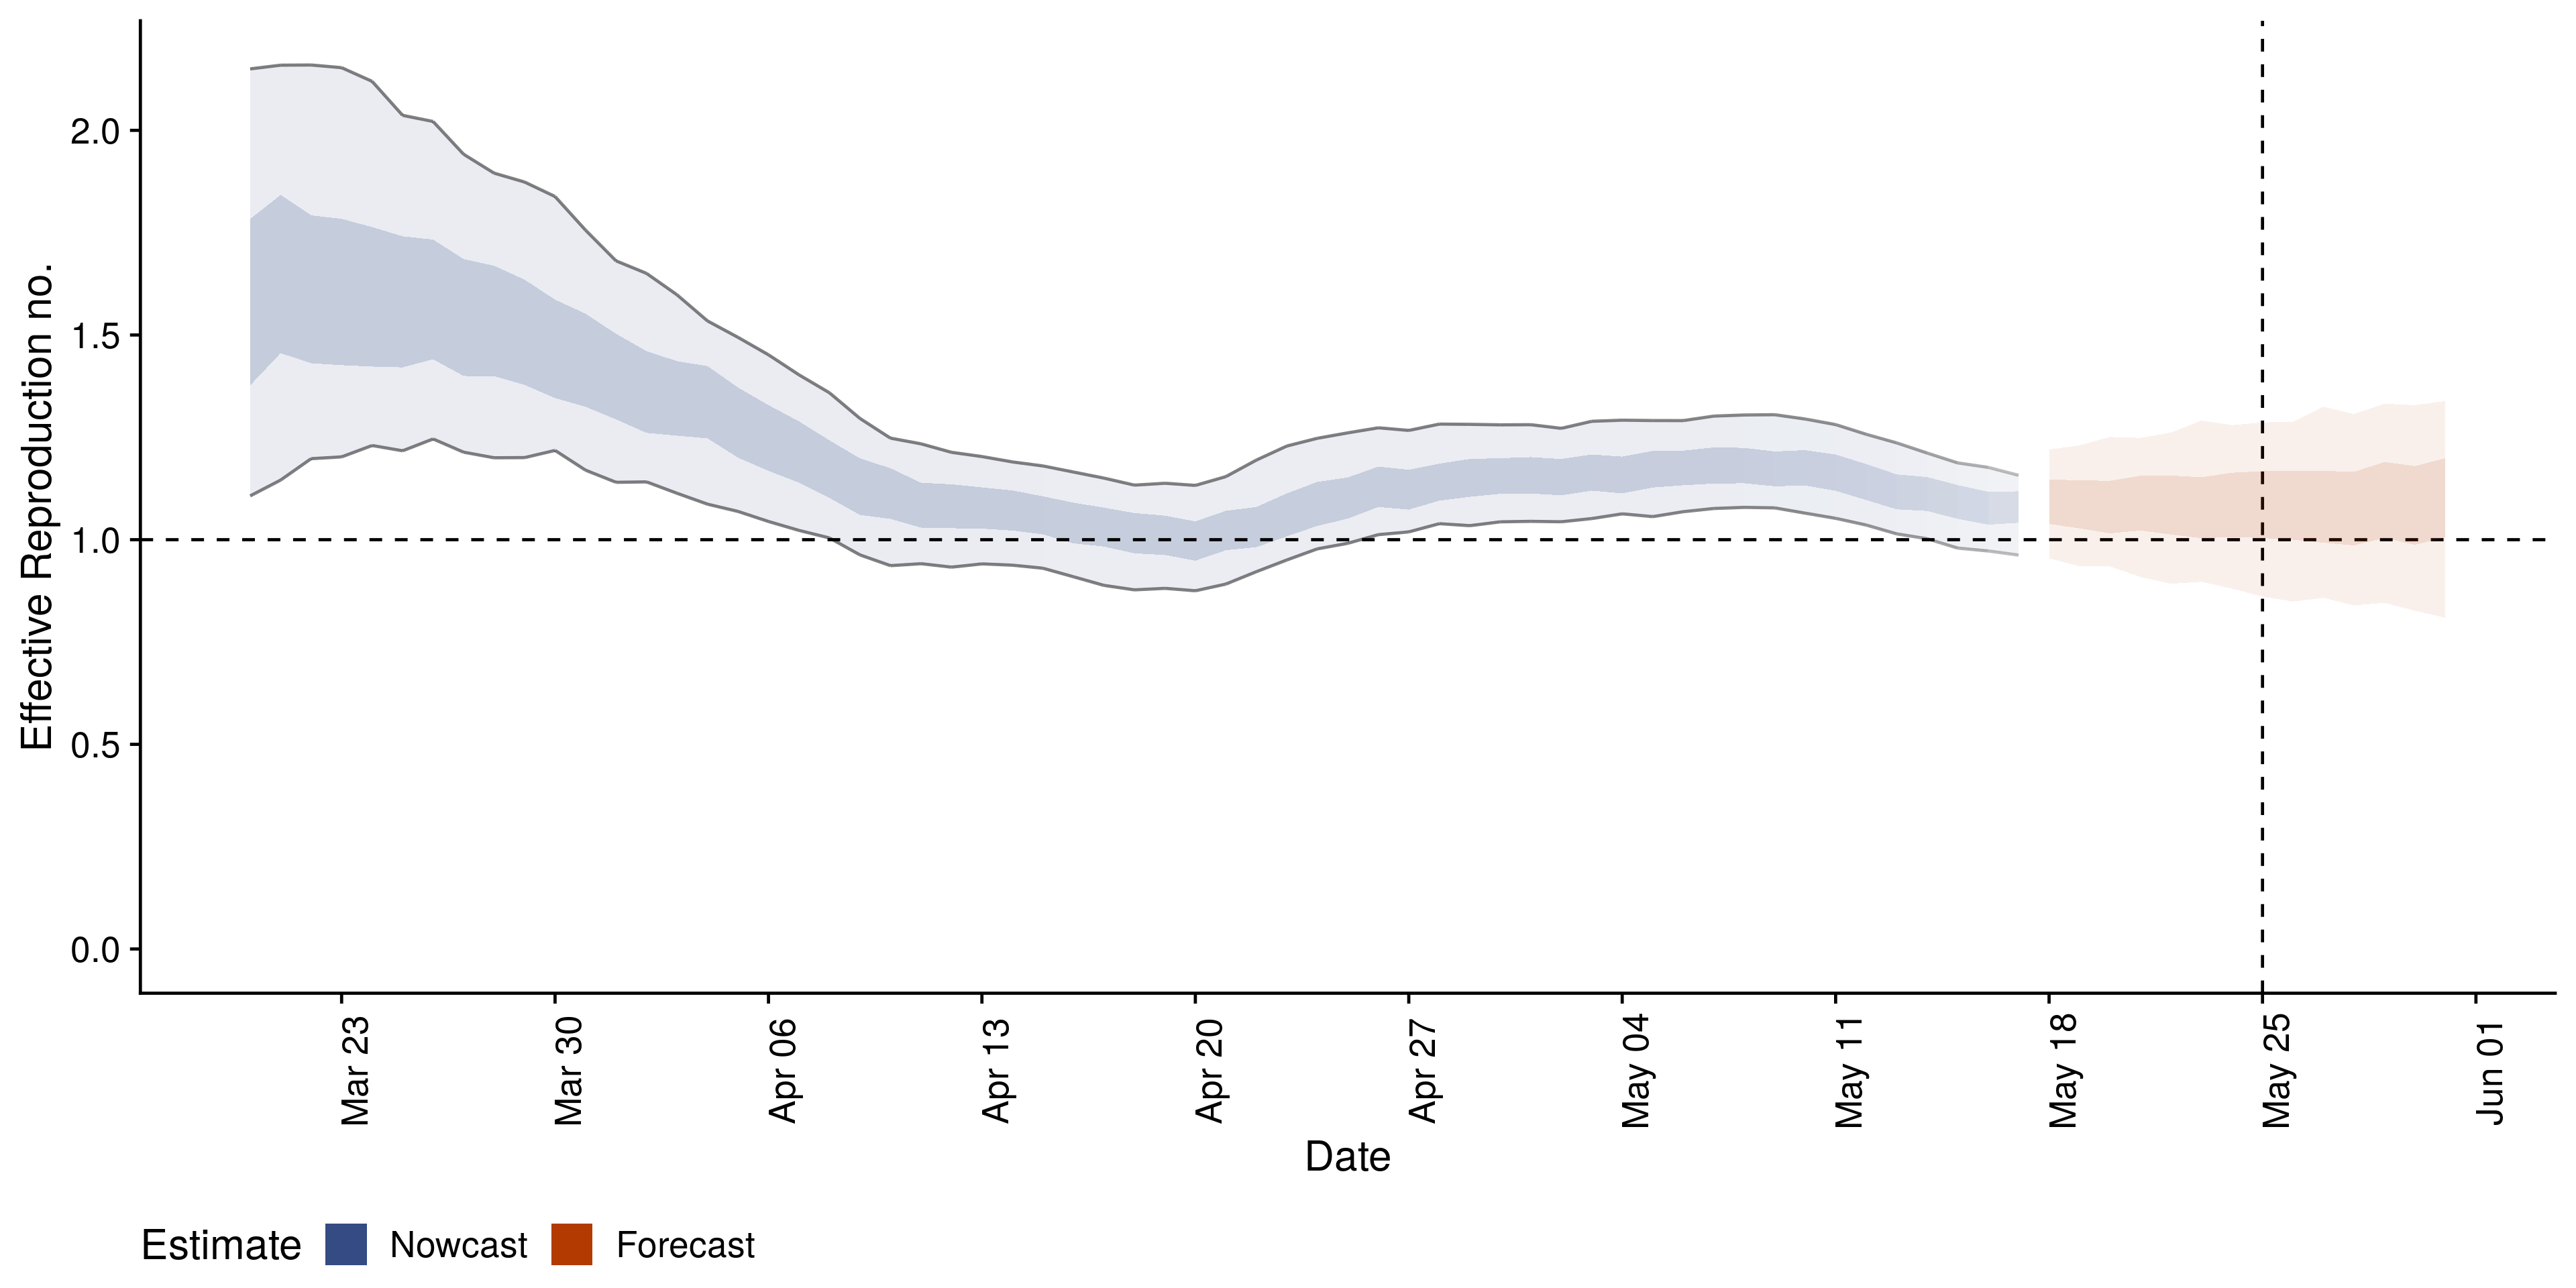 Effective Reproduction no.
2.0
1.5
1.0
0.5
0.0
Mar 23
Mar 30
Apr 06
Apr 13
Apr 20
Apr 27
May 04
May 11
May 18
May 25
Jun 01
Date
Estimate Nowcast Forecast